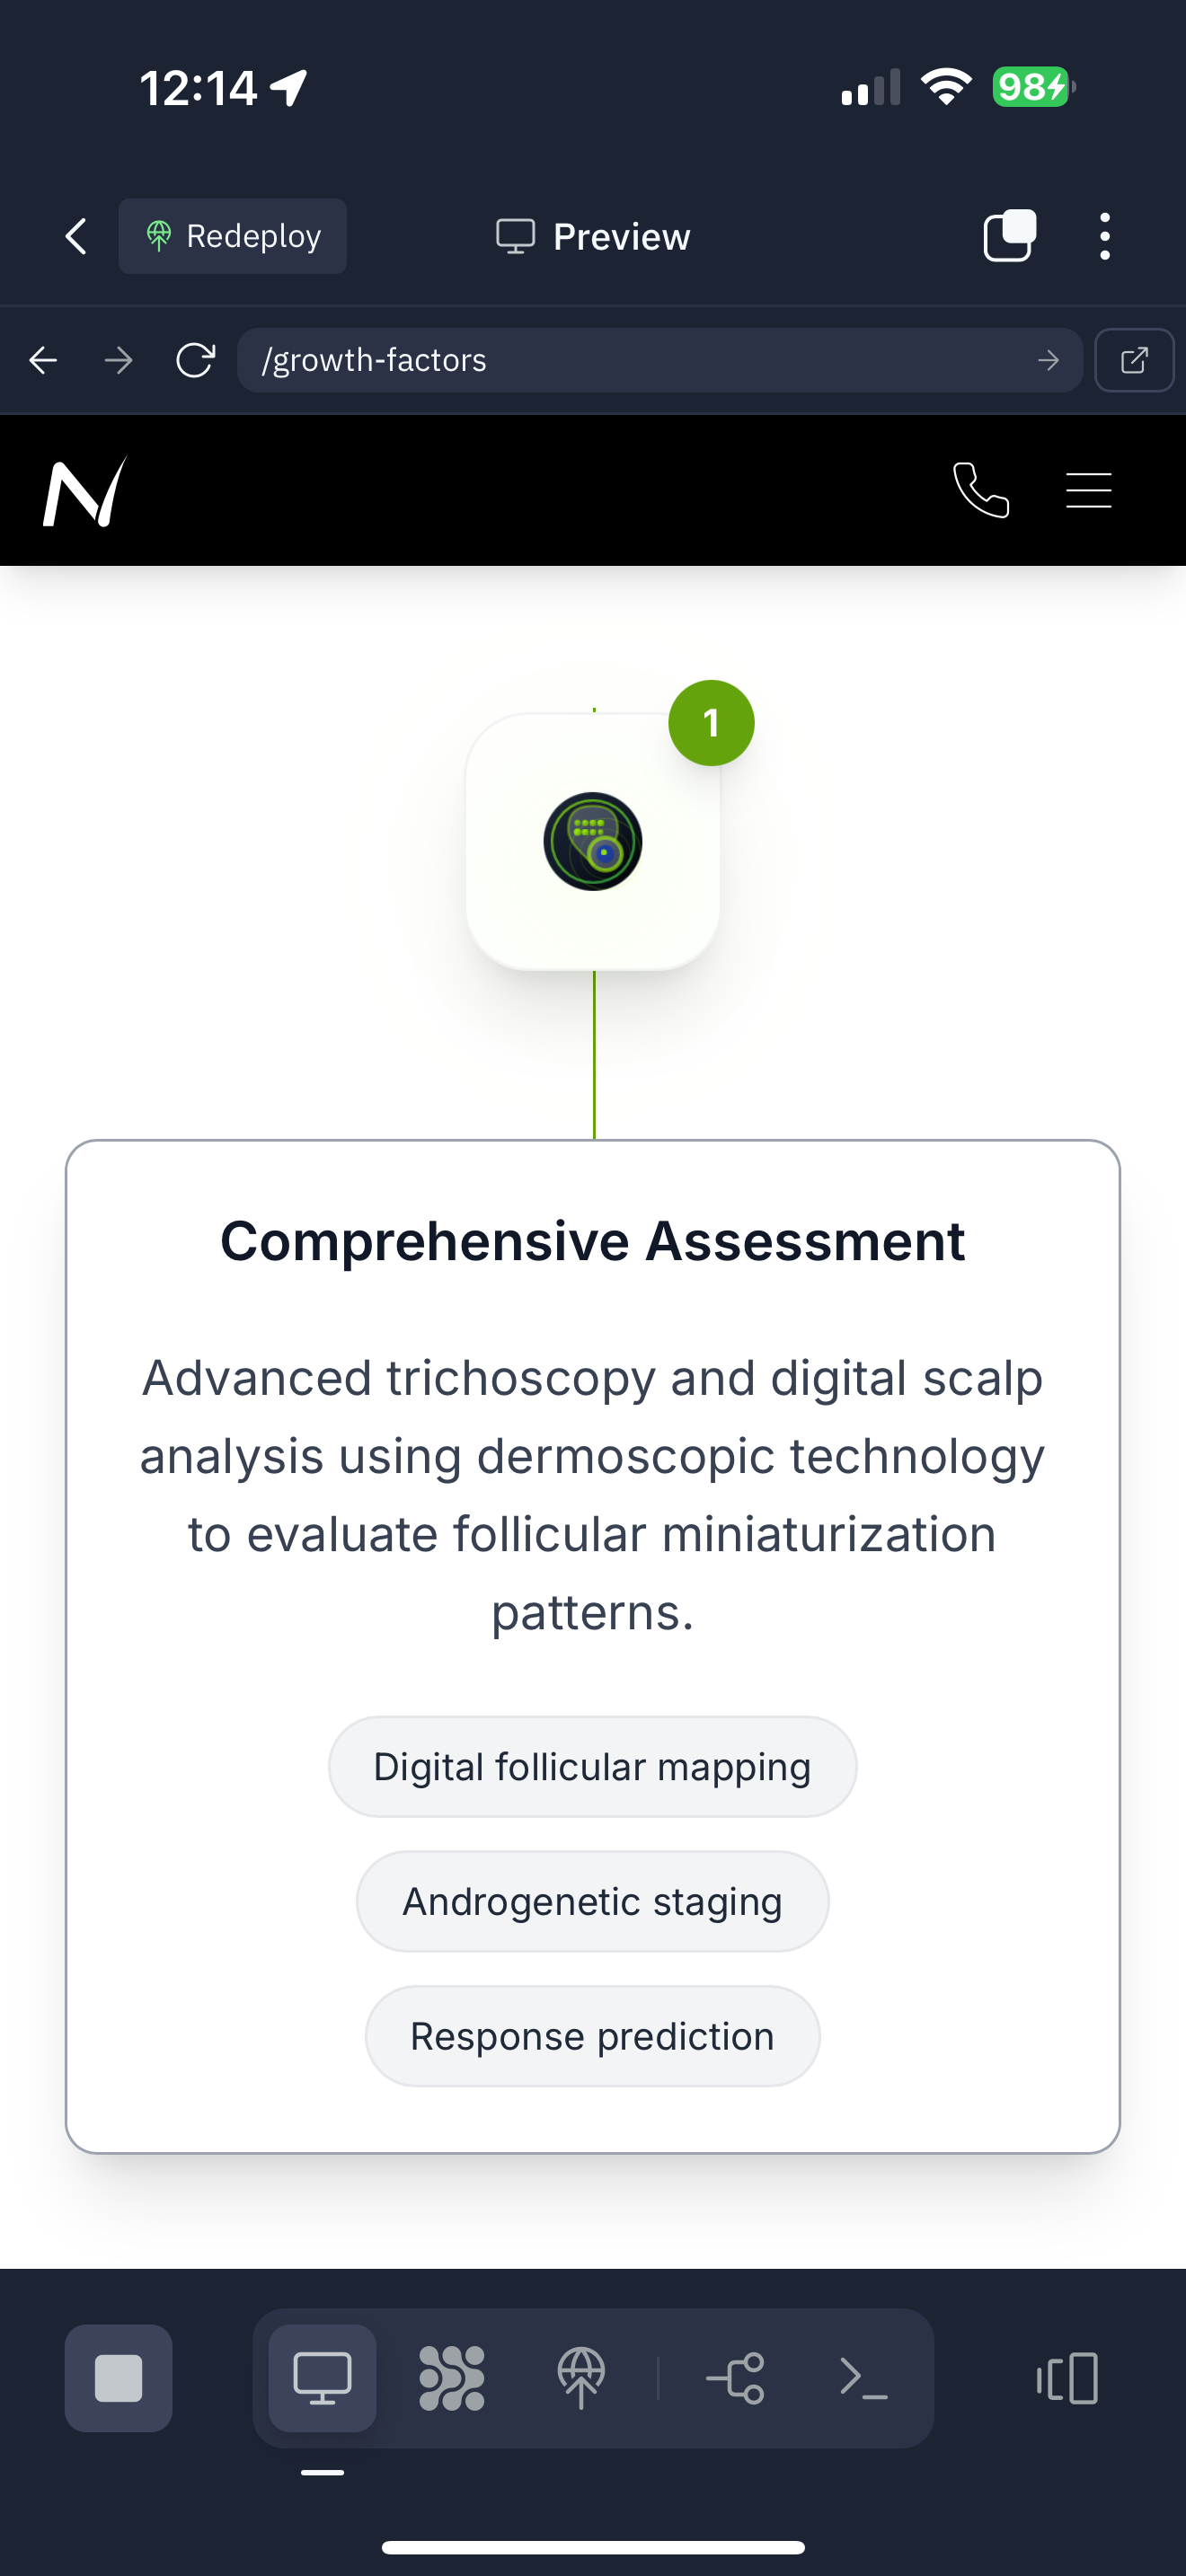 12:14
98
Redeploy
Preview
/growth-factors
N
1
Comprehensive Assessment
Advanced trichoscopy and digital scalp
analysis using dermoscopic technology
to evaluate follicular miniaturization
patterns.
Digital follicular mapping
Androgenetic staging
Response prediction